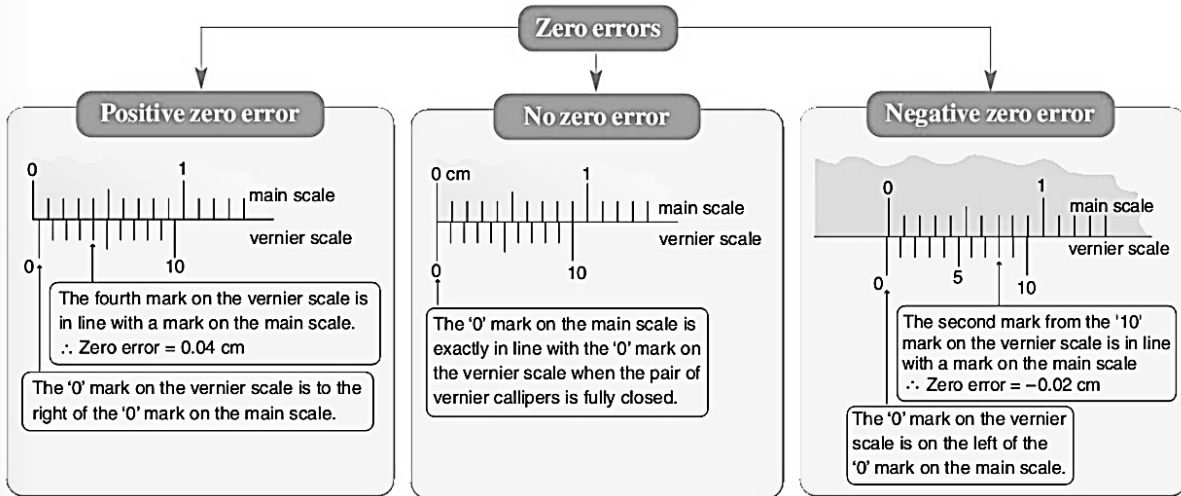 Zero errors
Positive zero error
0
1
main scale
vernier scale
0
10
The fourth mark on the vernier scale is
in line with a mark on the main scale.
∴ Zero error = 0.04 cm
The ‘0’ mark on the vernier scale is to the
right of the ‘0’ mark on the main scale.
No zero error
0 cm
1
main scale
vernier scale
0
10
The ‘0’ mark on the main scale is
exactly in line with the ‘0’ mark on
the vernier scale when the pair of
vernier callipers is fully closed.
Negative zero error
0
1
main scale
vernier scale
0
5
10
The second mark from the '10'
mark on the vernier scale is in line
with a mark on the main scale
∴ Zero error = −0.02 cm
The ‘0’ mark on the vernier
scale is on the left of the
‘0’ mark on the main scale.